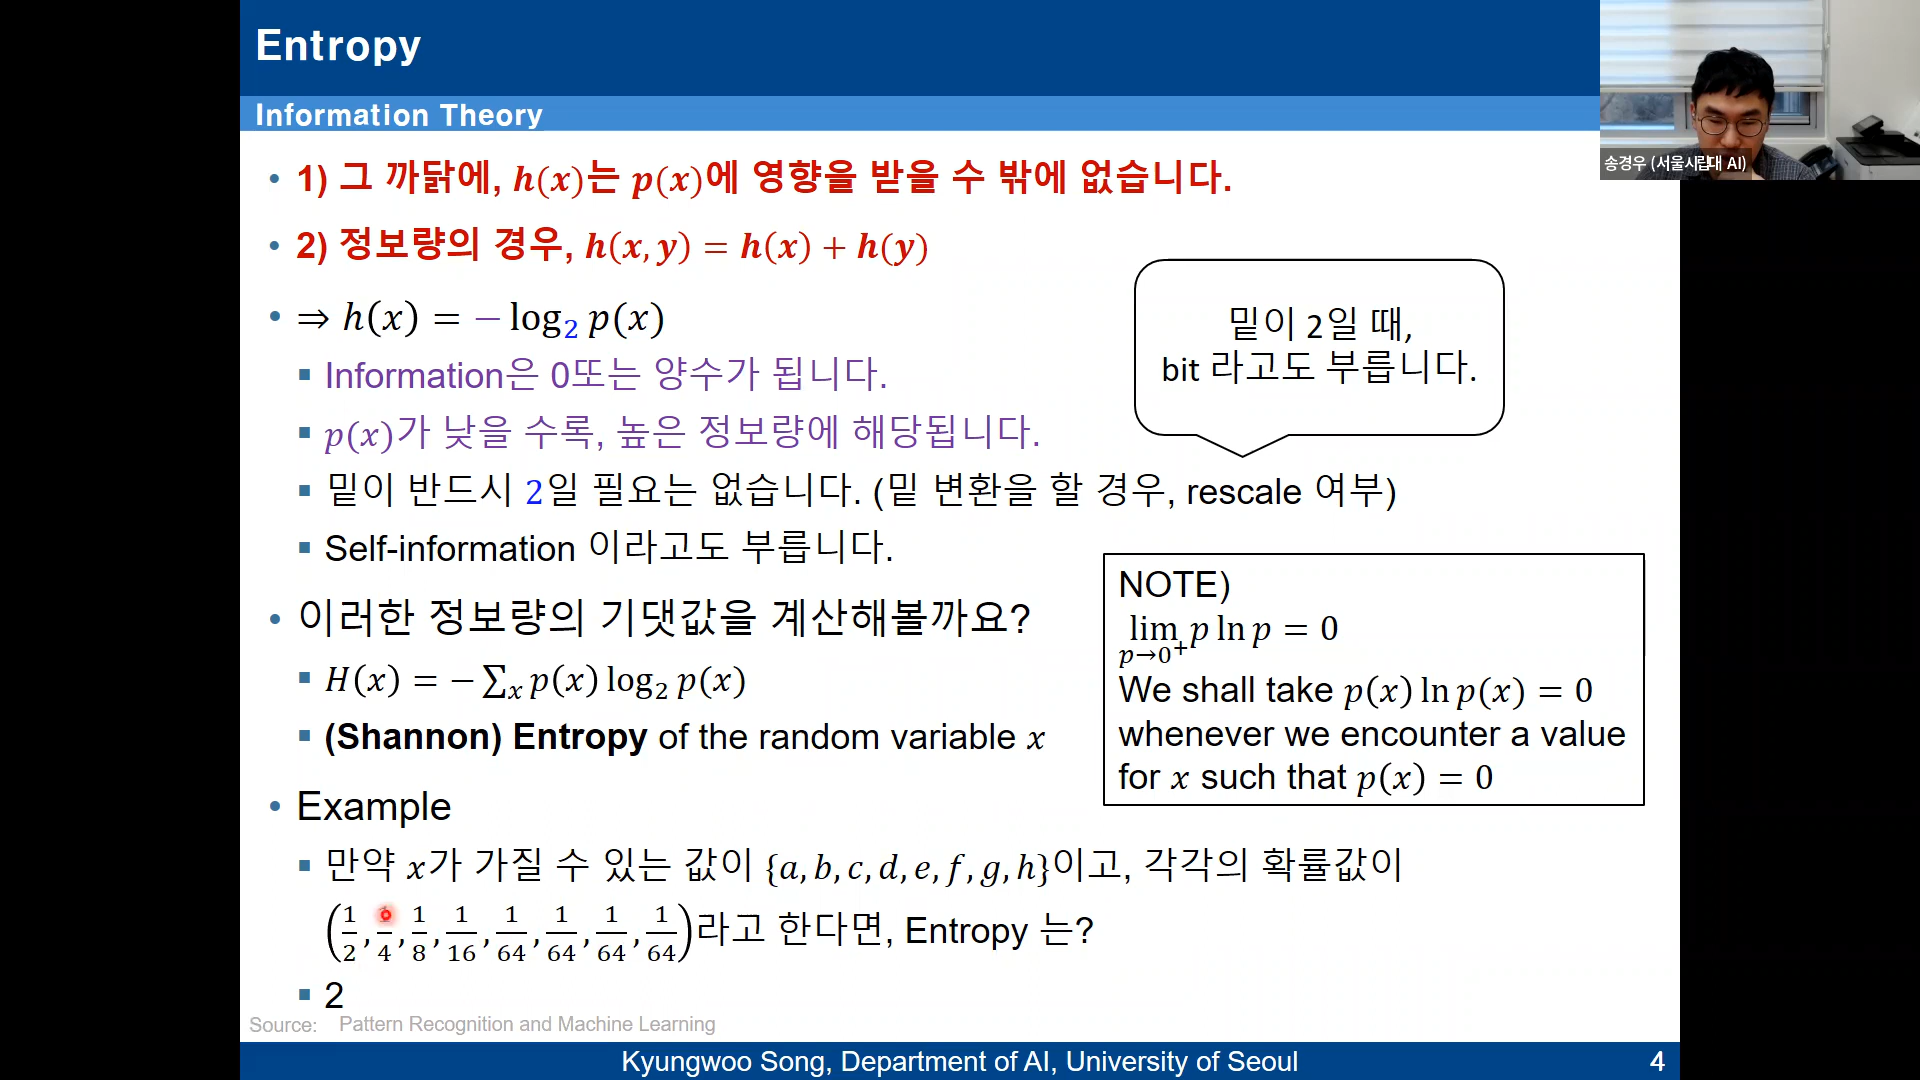 Entropy
Information Theory
송경우 (서울시립대 AI)
• 1) 그 까닭에, h(x)는 p(x)에 영향을 받을 수 밖에 없습니다.
• 2) 정보량의 경우, h(x, y) = h(x) + h(y)
• ⇒ h(x) = − log₂ p(x)
▪ Information은 0또는 양수가 됩니다.
▪ p(x)가 낮을 수록, 높은 정보량에 해당됩니다.
▪ 밑이 반드시 2일 필요는 없습니다. (밑 변환을 할 경우, rescale 여부)
▪ Self-information 이라고도 부릅니다.
밑이 2일 때,
bit 라고도 부릅니다.
• 이러한 정보량의 기댓값을 계산해볼까요?
▪ H(x) = − ∑ₓ p(x) log₂ p(x)
▪ (Shannon) Entropy of the random variable x
NOTE)
lim p→0⁺ p ln p = 0
We shall take p(x) ln p(x) = 0
whenever we encounter a value
for x such that p(x) = 0
• Example
▪ 만약 x가 가질 수 있는 값이 {a, b, c, d, e, f, g, h}이고, 각각의 확률값이
(1/2, 1/4, 1/8, 1/16, 1/64, 1/64, 1/64, 1/64)라고 한다면, Entropy 는?
▪ 2
Source: Pattern Recognition and Machine Learning
Kyungwoo Song, Department of AI, University of Seoul
4